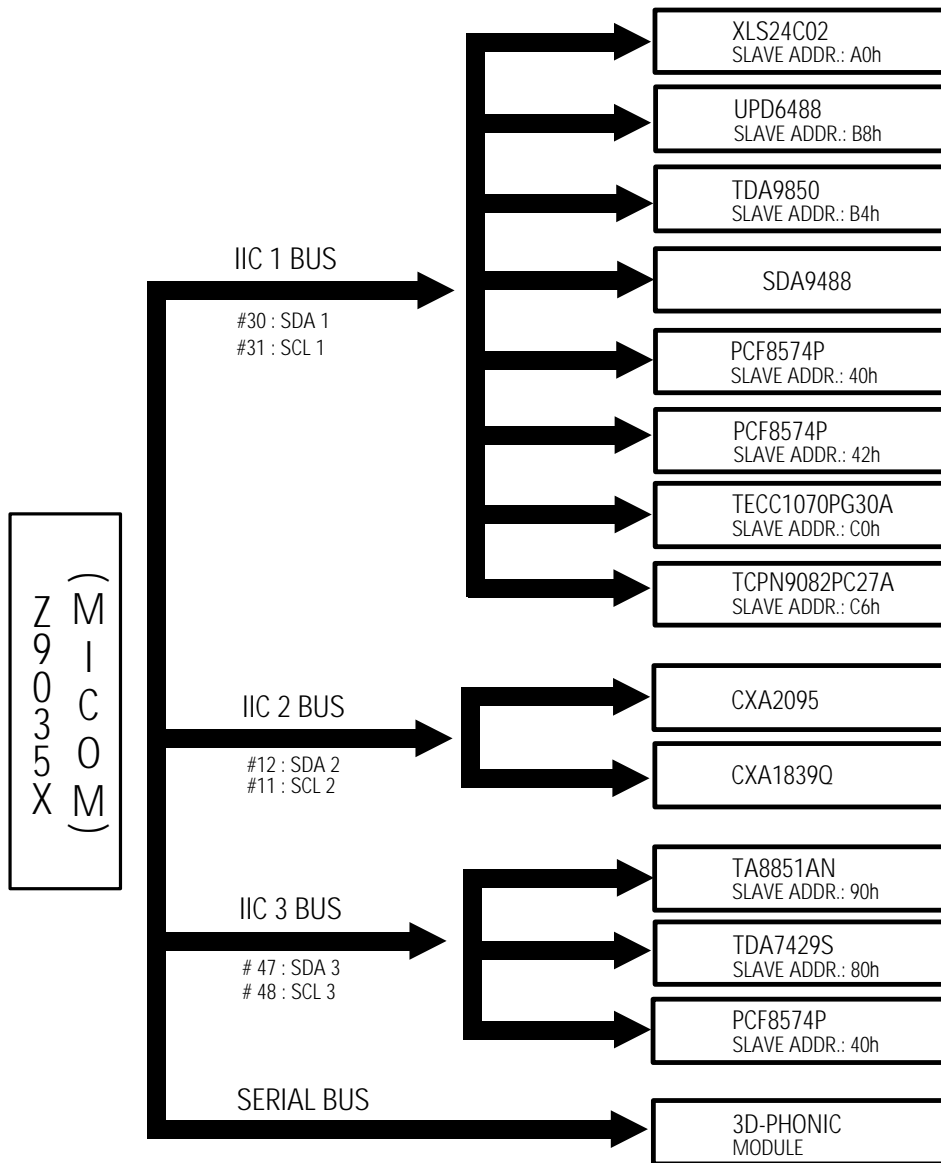 XLS24C02
SLAVE ADDR.: A0h
UPD6488
SLAVE ADDR.: B8h
TDA9850
SLAVE ADDR.: B4h
IIC 1 BUS
#30 : SDA 1
#31 : SCL 1
SDA9488
PCF8574P
SLAVE ADDR.: 40h
PCF8574P
SLAVE ADDR.: 42h
TECC1070PG30A
SLAVE ADDR.: C0h
TCPN9082PC27A
SLAVE ADDR.: C6h
Z9035X
(MICOM)
IIC 2 BUS
#12 : SDA 2
#11 : SCL 2
CXA2095
CXA1839Q
IIC 3 BUS
# 47 : SDA 3
# 48 : SCL 3
TA8851AN
SLAVE ADDR.: 90h
TDA7429S
SLAVE ADDR.: 80h
PCF8574P
SLAVE ADDR.: 40h
SERIAL BUS
3D-PHONIC
MODULE